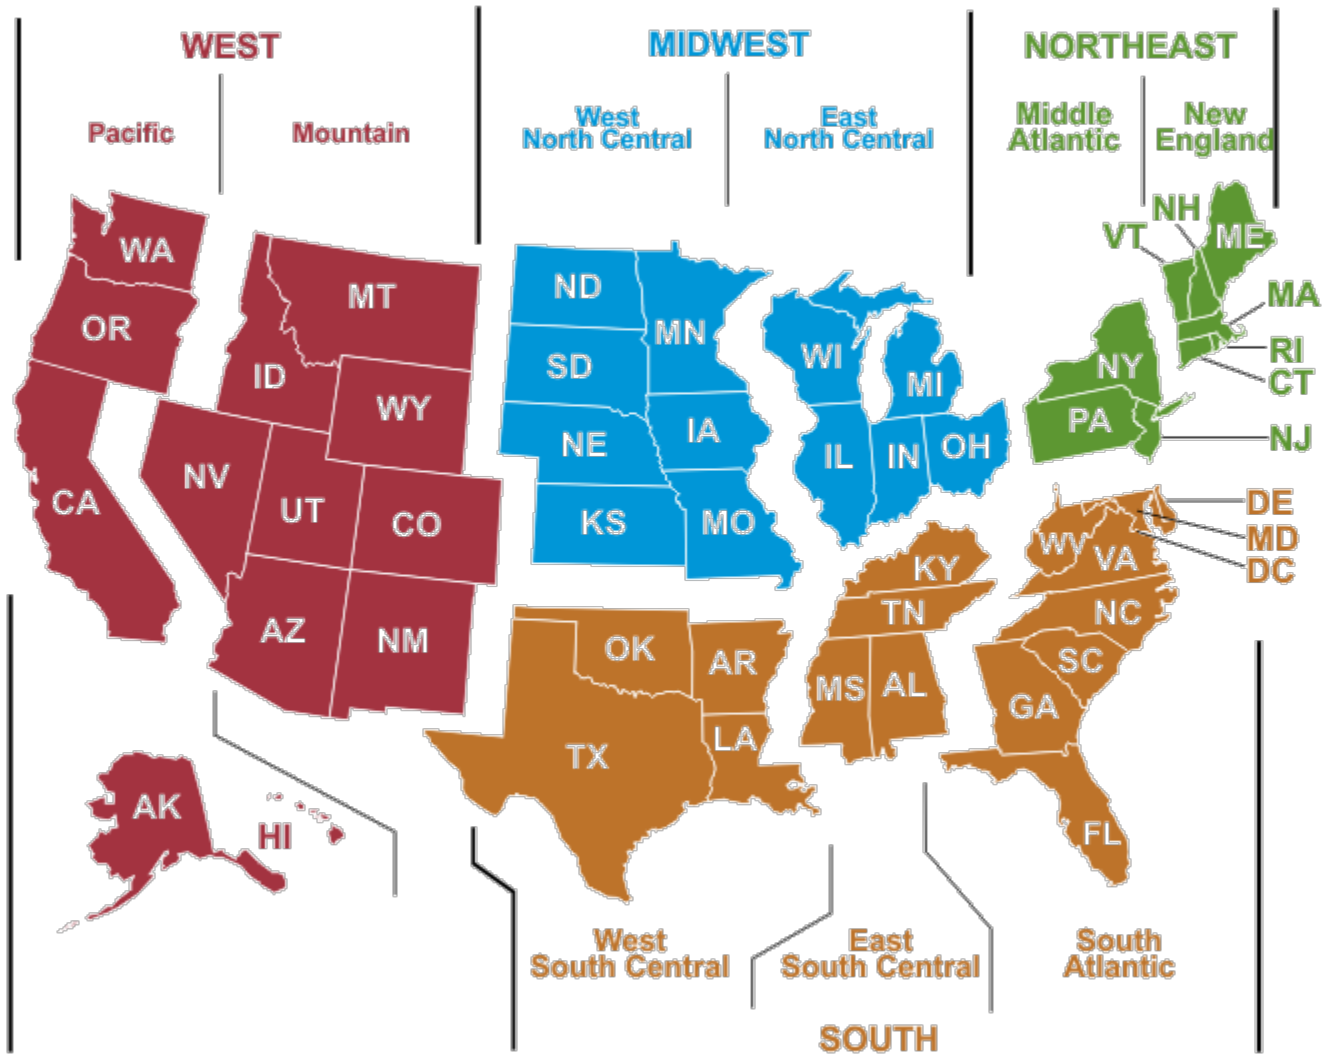 WEST
MIDWEST
NORTHEAST
Pacific
Mountain
West
North Central
East
North Central
Middle
Atlantic
New
England
WA
OR
CA
MT
ID
WY
NV
UT
CO
AZ
NM
AK
HI
ND
SD
NE
KS
MN
IA
MO
WI
MI
IL
IN
OH
NH
VT
ME
MA
RI
CT
NY
PA
NJ
DE
MD
DC
WV
VA
NC
SC
GA
FL
KY
TN
MS
AL
OK
AR
TX
LA
West
South Central
East
South Central
South
Atlantic
SOUTH